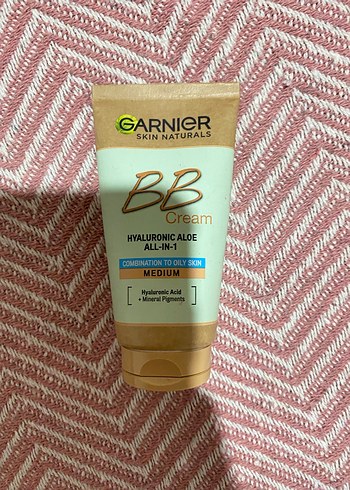 GARNIER
SKIN NATURALS
BB
Cream
HYALURONIC ALOE
ALL-IN-1
COMBINATION TO OILY SKIN
MEDIUM
Hyaluronic Acid
+ Mineral Pigments